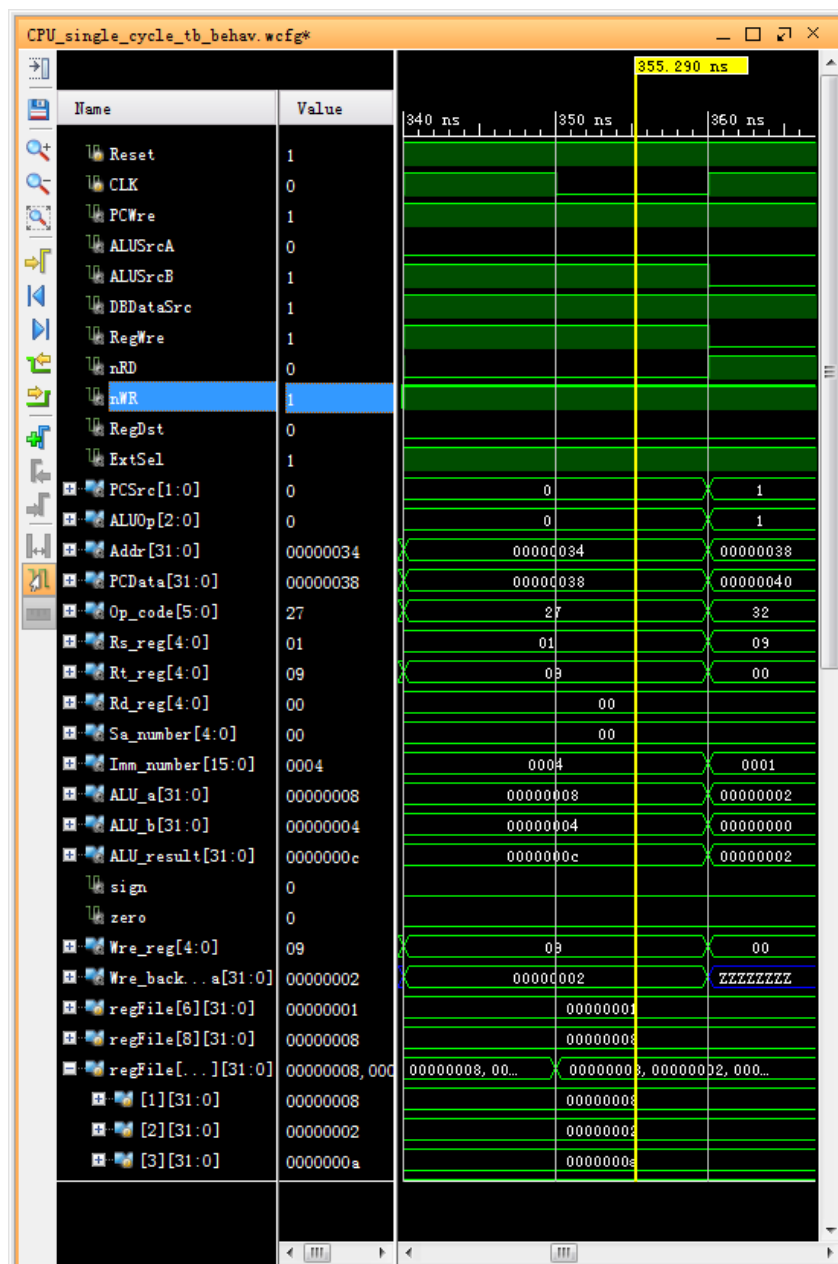 CPU_single_cycle_tb_behav.wcfg*
355.290 ns
Name Value
340 ns 350 ns 360 ns
Reset 1
CLK 0
PCWre 1
ALUSrcA 0
ALUSrcB 1
DBDataSrc 1
RegWre 1
nRD 0
nWR 1
RegDst 0
ExtSel 1
PCSrc[1:0] 0 0 1
ALUOp[2:0] 0 0 1
Addr[31:0] 00000034 00000034 00000038
PCData[31:0] 00000038 00000038 00000040
Op_code[5:0] 27 27 32
Rs_reg[4:0] 01 01 09
Rt_reg[4:0] 09 09 00
Rd_reg[4:0] 00 00
Sa_number[4:0] 00 00
Imm_number[15:0] 0004 0004 0001
ALU_a[31:0] 00000008 00000008 00000002
ALU_b[31:0] 00000004 00000004 00000000
ALU_result[31:0] 0000000c 0000000c 00000002
sign 0
zero 0
Wre_reg[4:0] 09 09 00
Wre_back...a[31:0] 00000002 00000002 ZZZZZZZZ
regFile[6][31:0] 00000001 00000001
regFile[8][31:0] 00000008 00000008
regFile[...][31:0] 00000008,000 00000008, 00... 00000008, 00000002, 000...
[1][31:0] 00000008 00000008
[2][31:0] 00000002 00000002
[3][31:0] 0000000a 0000000a